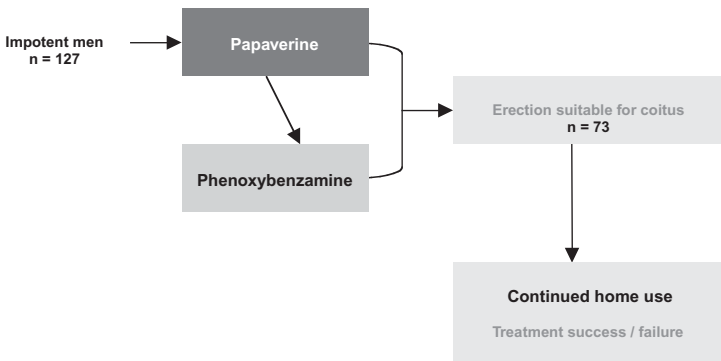 Impotent men
n = 127
Papaverine
Phenoxybenzamine
Erection suitable for coitus
n = 73
Continued home use
Treatment success / failure